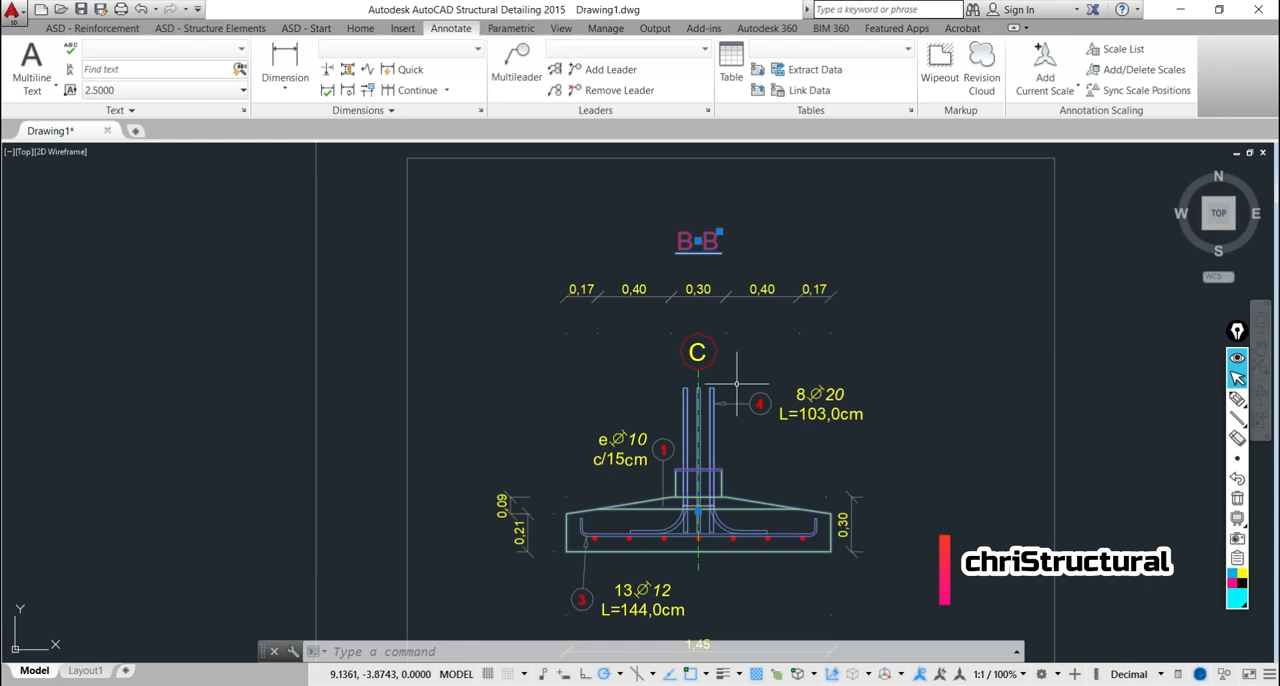 Autodesk AutoCAD Structural Detailing 2015 Drawing1.dwg
Type a keyword or phrase
Sign In
SD
ASD - Reinforcement
ASD - Structure Elements
ASD - Start
Home
Insert
Annotate
Parametric
View
Manage
Output
Add-ins
Autodesk 360
BIM 360
Featured Apps
Acrobat
Multiline
Text
ABC
Find text
2.5000
Dimension
Quick
Continue
Multileader
Add Leader
Remove Leader
Table
Extract Data
Link Data
Wipeout
Revision
Cloud
Add
Current Scale
Scale List
Add/Delete Scales
Sync Scale Positions
Text
Dimensions
Leaders
Tables
Markup
Annotation Scaling
Drawing1*
[−][Top][2D Wireframe]
N
W
TOP
E
S
WCS
B-B
0,17
0,40
0,30
0,40
0,17
C
4
8∅20
L=103,0cm
e∅10
c/15cm
1
0,09
0,21
0,30
chriStructural
3
13∅12
L=144,0cm
1,45
Y
X
Type a command
Model
Layout1
9.1361, -3.8743, 0.0000
MODEL
1:1 / 100%
Decimal